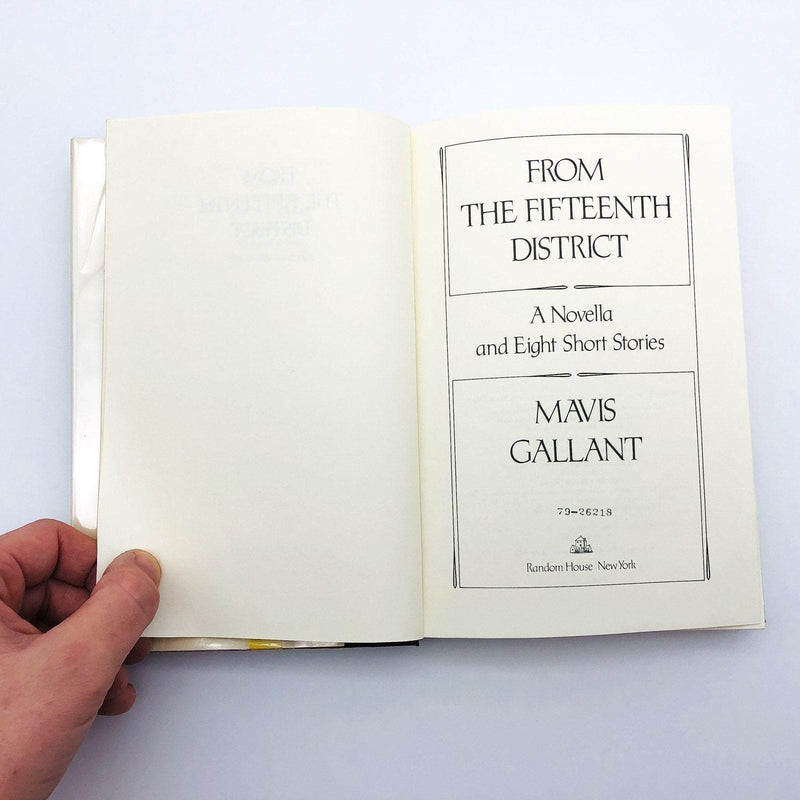 FROM
THE FIFTEENTH
DISTRICT
A Novella
and Eight Short Stories
MAVIS
GALLANT
79-26218
Random House New York